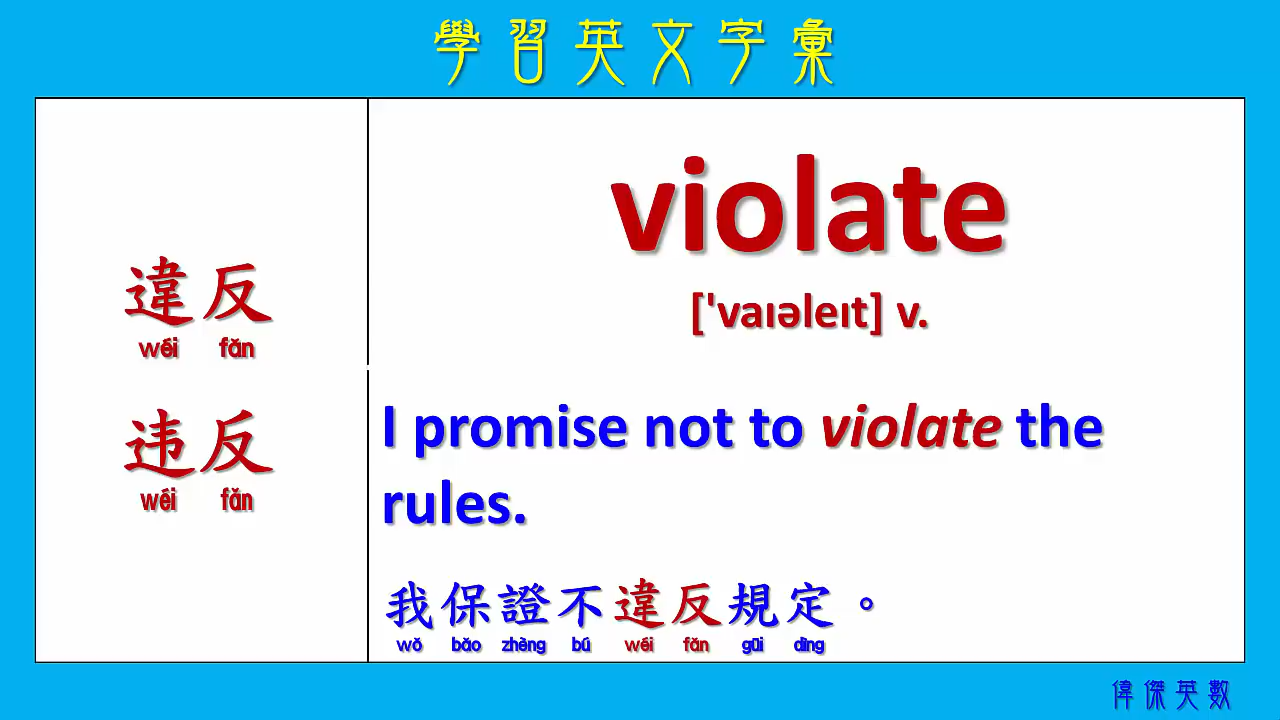 學習英文字彙
違反
wéi fǎn
违反
wéi fǎn
violate
['vaɪəleɪt] v.
I promise not to violate the
rules.
我保證不違反規定。
wǒ bǎo zhèng bú wéi fǎn guī dìng
偉傑英數